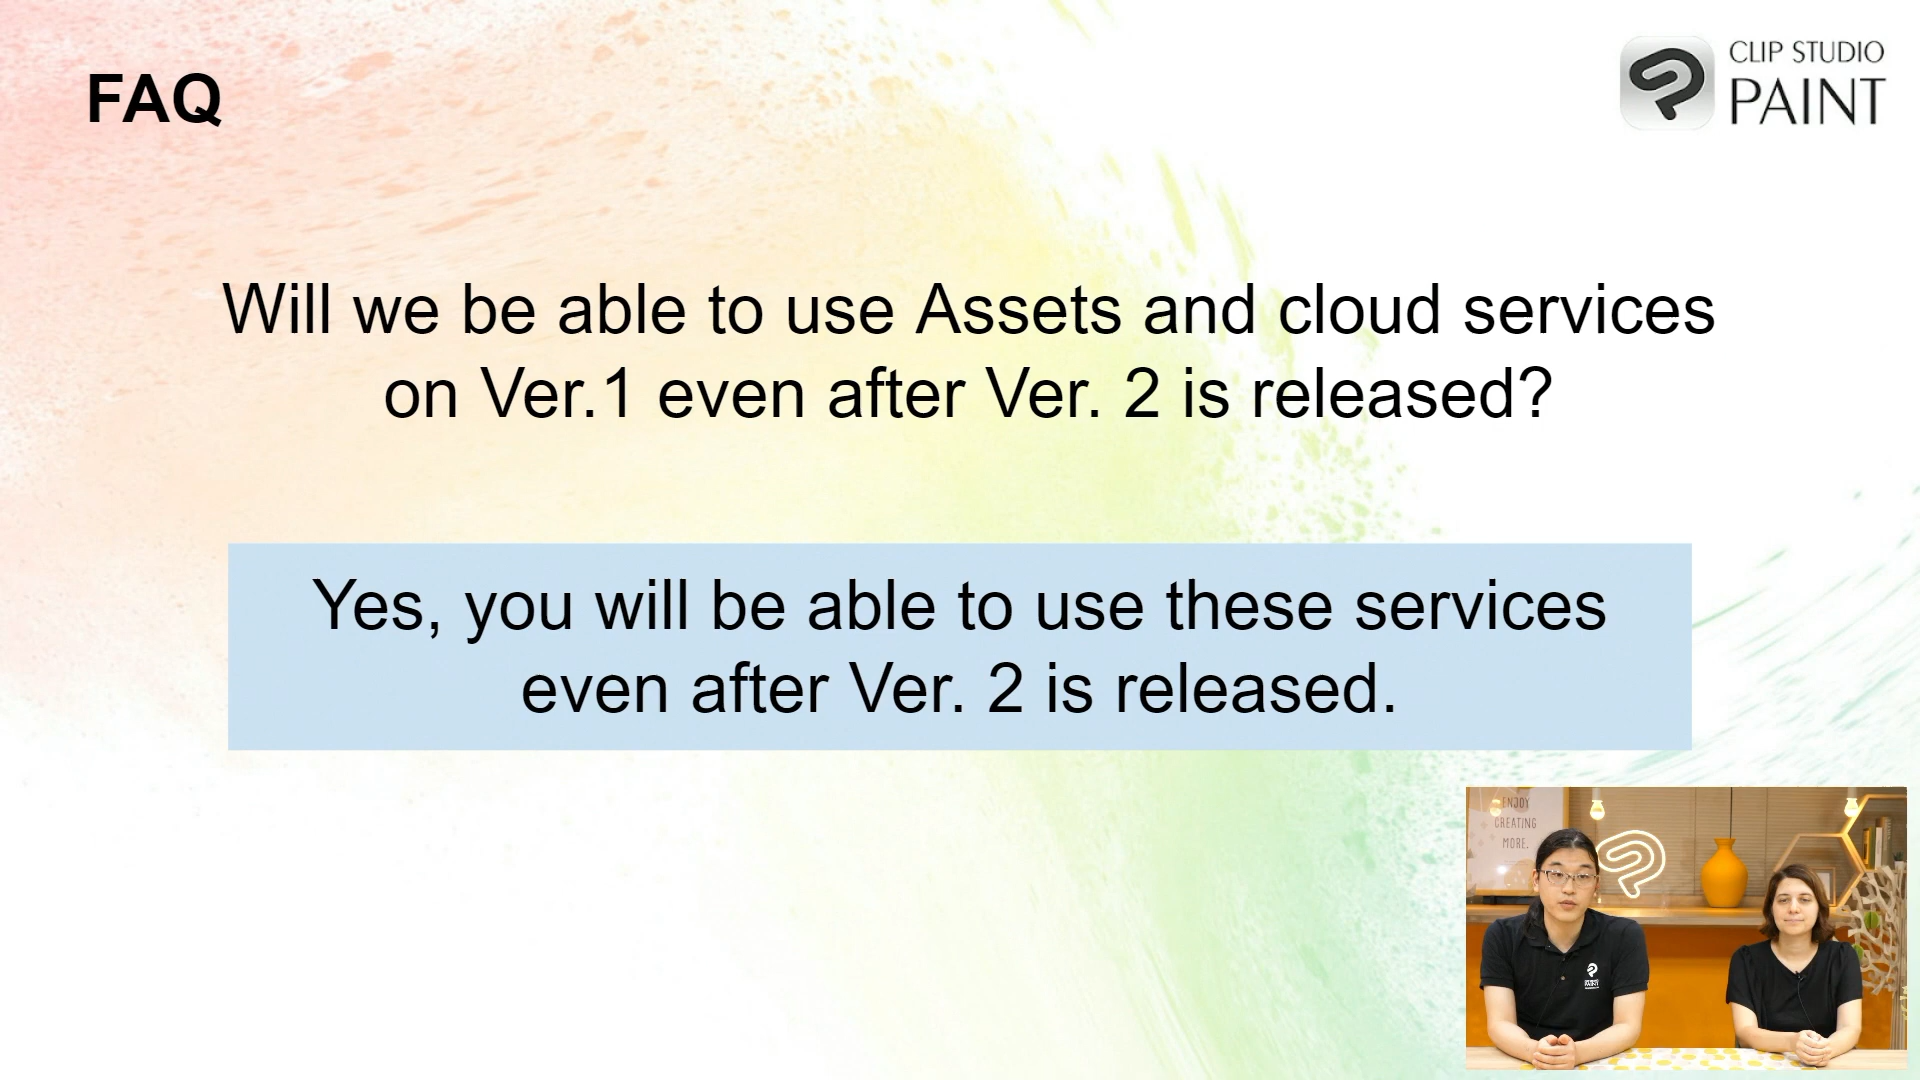 FAQ
CLIP STUDIO
PAINT
Will we be able to use Assets and cloud services
on Ver.1 even after Ver. 2 is released?
Yes, you will be able to use these services
even after Ver. 2 is released.
ENJOY
CREATING
MORE.